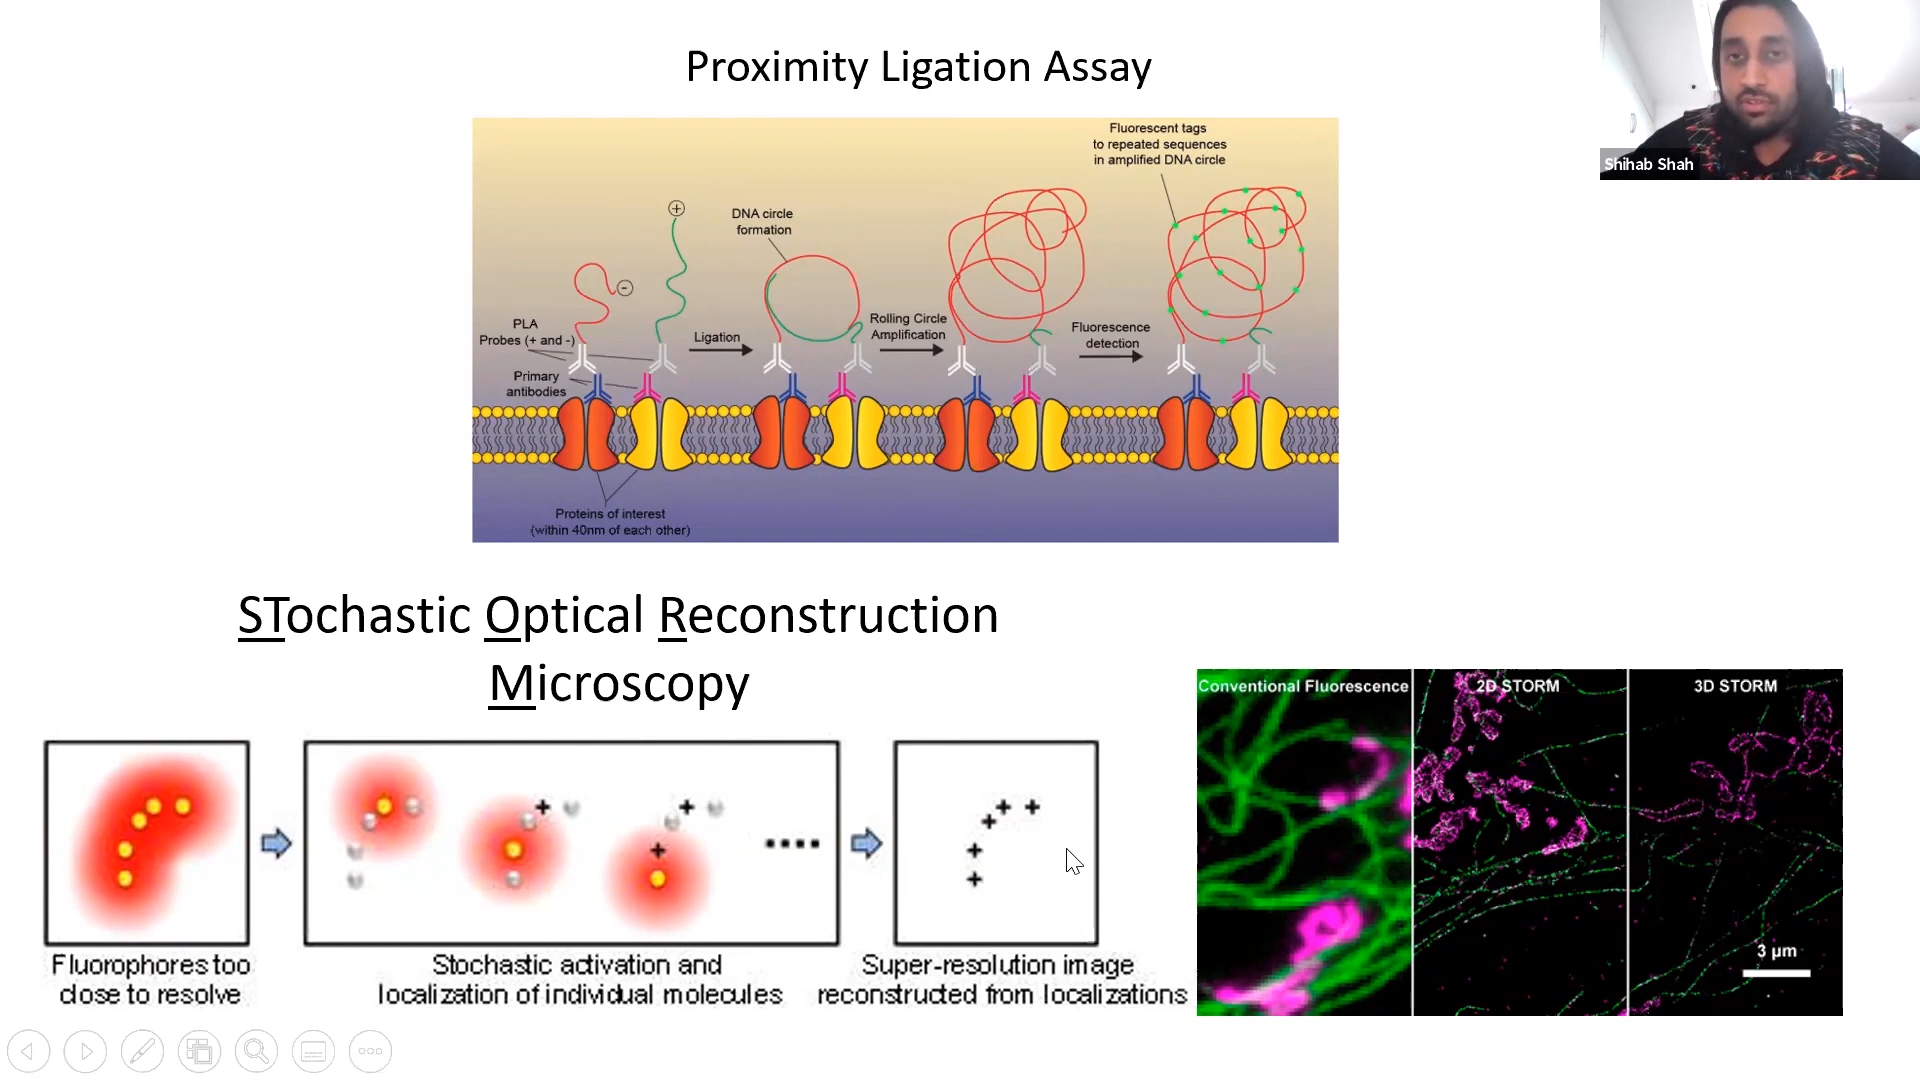 Proximity Ligation Assay
Shihab Shah
Fluorescent tags
to repeated sequences
in amplified DNA circle
+
DNA circle
formation
-
PLA
Probes (+ and -)
Ligation
Rolling Circle
Amplification
Fluorescence
detection
Primary
antibodies
Proteins of interest
(within 40nm of each other)
STochastic Optical Reconstruction
Microscopy
Fluorophores too
close to resolve
Stochastic activation and
localization of individual molecules
Super-resolution image
reconstructed from localizations
Conventional Fluorescence
2D STORM
3D STORM
3 µm